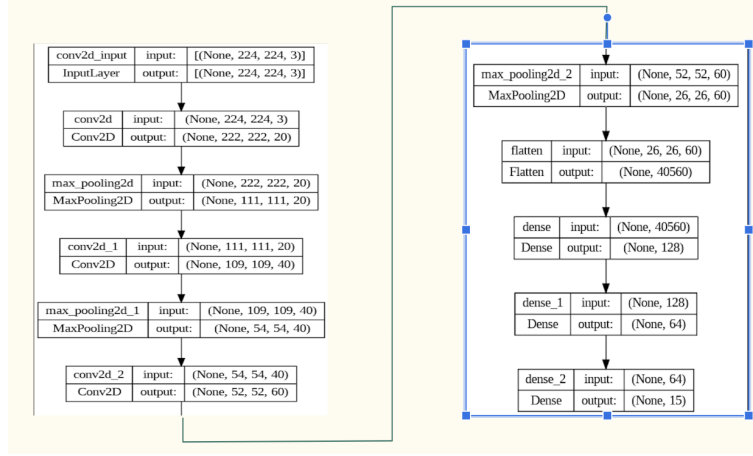 conv2d_input input: [(None, 224, 224, 3)]
InputLayer output: [(None, 224, 224, 3)]
conv2d input: (None, 224, 224, 3)
Conv2D output: (None, 222, 222, 20)
max_pooling2d input: (None, 222, 222, 20)
MaxPooling2D output: (None, 111, 111, 20)
conv2d_1 input: (None, 111, 111, 20)
Conv2D output: (None, 109, 109, 40)
max_pooling2d_1 input: (None, 109, 109, 40)
MaxPooling2D output: (None, 54, 54, 40)
conv2d_2 input: (None, 54, 54, 40)
Conv2D output: (None, 52, 52, 60)
max_pooling2d_2 input: (None, 52, 52, 60)
MaxPooling2D output: (None, 26, 26, 60)
flatten input: (None, 26, 26, 60)
Flatten output: (None, 40560)
dense input: (None, 40560)
Dense output: (None, 128)
dense_1 input: (None, 128)
Dense output: (None, 64)
dense_2 input: (None, 64)
Dense output: (None, 15)